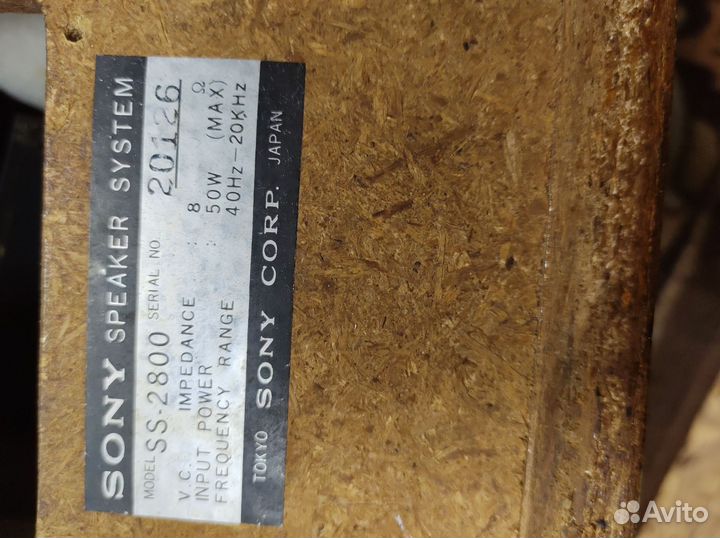 SONY SPEAKER SYSTEM
MODEL SS-2800 SERIAL NO. 20126
V.C. IMPEDANCE : 8 Ω
INPUT POWER : 50W (MAX)
FREQUENCY RANGE : 40Hz-20KHz
TOKYO SONY CORP. JAPAN
Avito